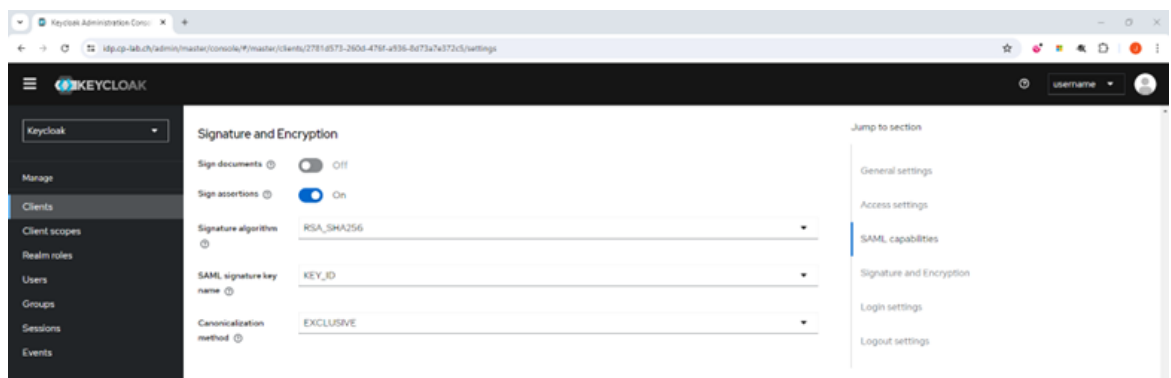 Keycloak Administration Conso
idp.cp-lab.ch/admin/master/console/#/master/clients/2781d573-260d-476f-a936-8d73a7e372c5/settings
KEYCLOAK
username
Keycloak
Manage
Clients
Client scopes
Realm roles
Users
Groups
Sessions
Events
Signature and Encryption
Sign documents Off
Sign assertions On
Signature algorithm RSA_SHA256
SAML signature key name KEY_ID
Canonicalization method EXCLUSIVE
Jump to section
General settings
Access settings
SAML capabilities
Signature and Encryption
Login settings
Logout settings